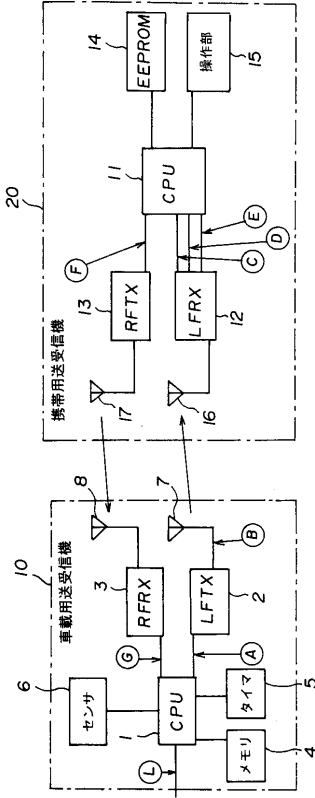 10
車載用送受信機
6
センサ
8
3
RFRX
G
1
CPU
L
A
LFTX
2
7
B
メモリ
4
タイマ
5
20
携帯用送受信機
17
13
RFTX
F
11
CPU
14
EEPROM
16
LFRX
12
C
D
E
操作部
15